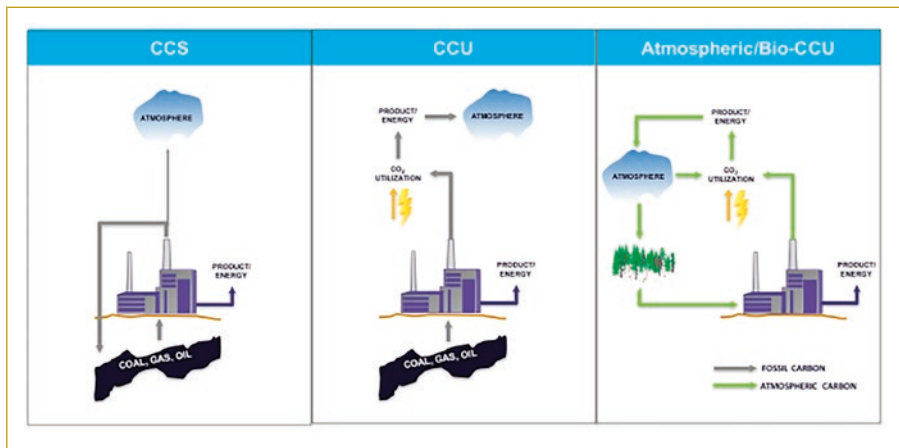 CCS
ATMOSPHERE
PRODUCT/
ENERGY
COAL, GAS, OIL
CCU
PRODUCT/
ENERGY
ATMOSPHERE
CO₂
UTILIZATION
PRODUCT/
ENERGY
COAL, GAS, OIL
Atmospheric/Bio-CCU
PRODUCT/
ENERGY
ATMOSPHERE
CO₂
UTILIZATION
PRODUCT/
ENERGY
FOSSIL CARBON
ATMOSPHERIC CARBON